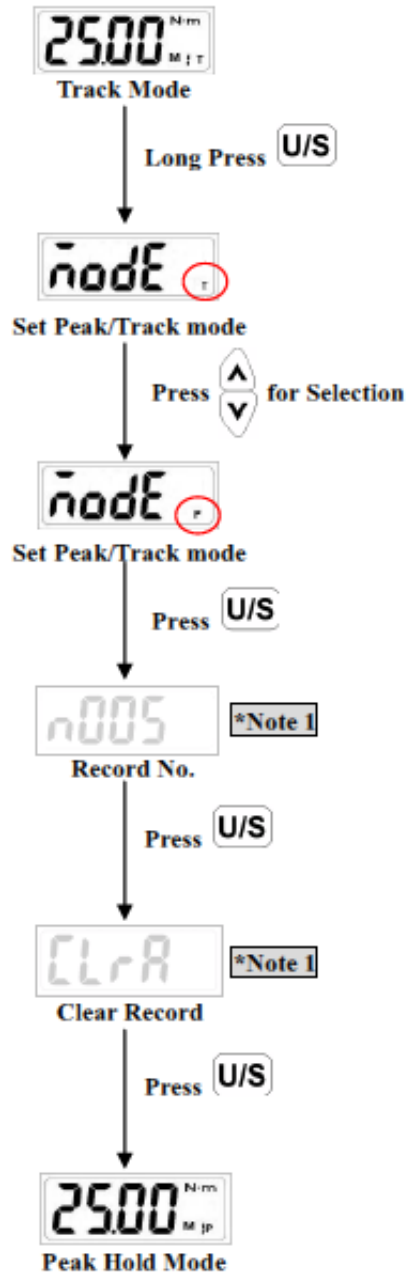 25.00 N·m
M T
Track Mode
Long Press U/S
modE T
Set Peak/Track mode
Press for Selection
modE P
Set Peak/Track mode
Press U/S
n005 *Note 1
Record No.
Press U/S
CLrA *Note 1
Clear Record
Press U/S
25.00 N·m
M P
Peak Hold Mode